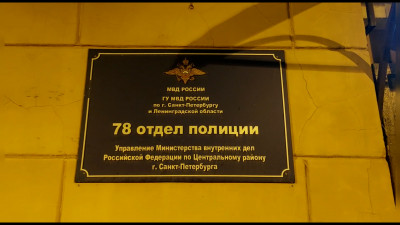 МВД РОССИИ
ГУ МВД РОССИИ
по г. Санкт-Петербургу
и Ленинградской области
78 отдел полиции
Управление Министерства внутренних дел
Российской Федерации по Центральному району
г. Санкт-Петербурга